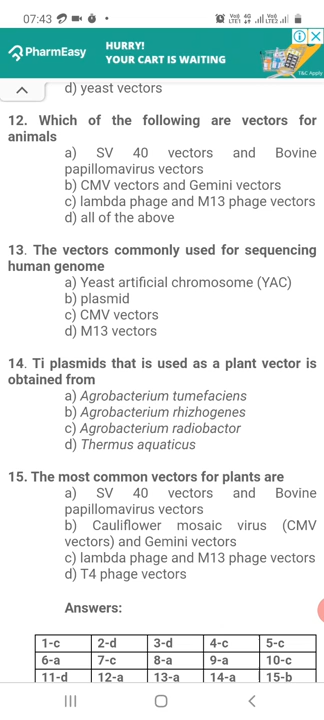 07:43
Vo) 4G Vo)
LTE1 LTE2
PharmEasy
HURRY!
YOUR CART IS WAITING
T&C Apply
d) yeast vectors
12. Which of the following are vectors for
animals
a) SV 40 vectors and Bovine
papillomavirus vectors
b) CMV vectors and Gemini vectors
c) lambda phage and M13 phage vectors
d) all of the above
13. The vectors commonly used for sequencing
human genome
a) Yeast artificial chromosome (YAC)
b) plasmid
c) CMV vectors
d) M13 vectors
14. Ti plasmids that is used as a plant vector is
obtained from
a) Agrobacterium tumefaciens
b) Agrobacterium rhizhogenes
c) Agrobacterium radiobactor
d) Thermus aquaticus
15. The most common vectors for plants are
a) SV 40 vectors and Bovine
papillomavirus vectors
b) Cauliflower mosaic virus (CMV
vectors) and Gemini vectors
c) lambda phage and M13 phage vectors
d) T4 phage vectors
Answers:
1-c 2-d 3-d 4-c 5-c
6-a 7-c 8-a 9-a 10-c
11-d 12-a 13-a 14-a 15-b